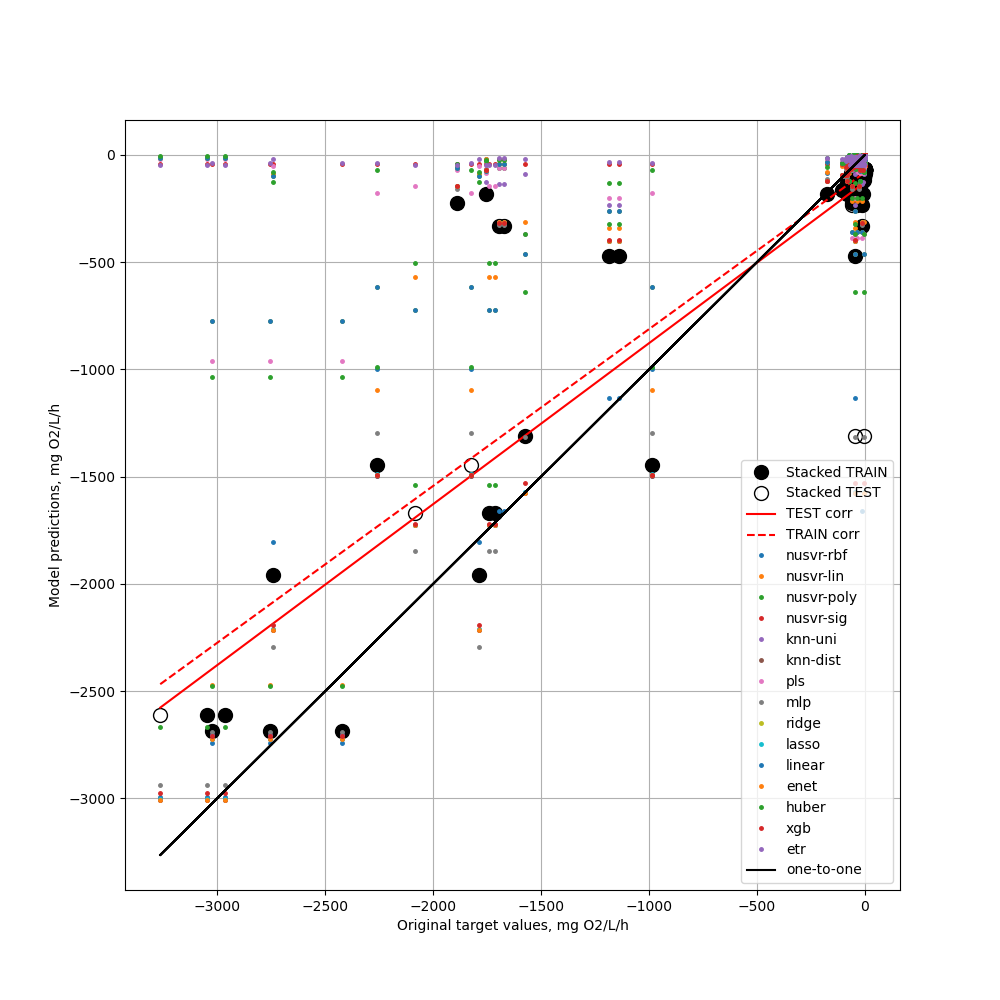 0
−500
−1000
−1500
−2000
−2500
−3000
Model predictions, mg O2/L/h
−3000 −2500 −2000 −1500 −1000 −500 0
Original target values, mg O2/L/h
Stacked TRAIN
Stacked TEST
TEST corr
TRAIN corr
nusvr-rbf
nusvr-lin
nusvr-poly
nusvr-sig
knn-uni
knn-dist
pls
mlp
ridge
lasso
linear
enet
huber
xgb
etr
one-to-one